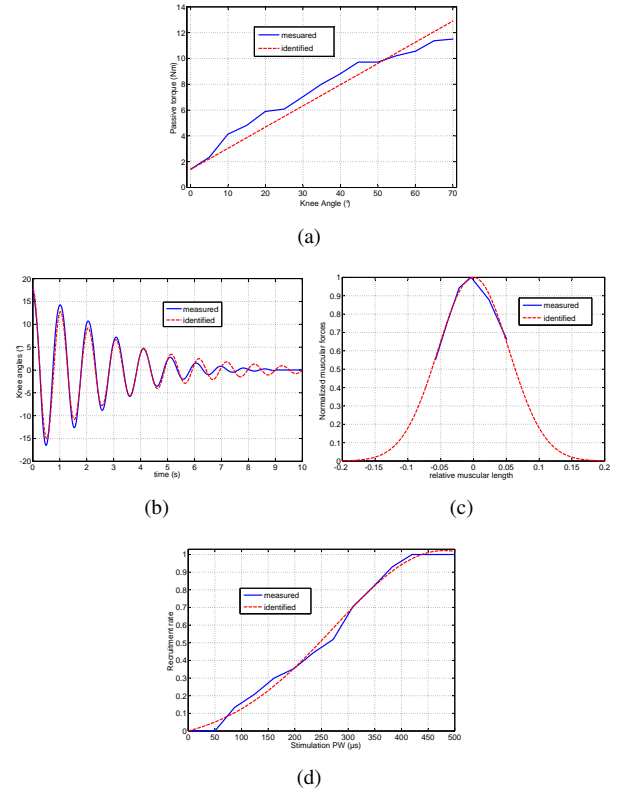 14
12
10
8
6
4
2
0
mesuared
identified
Passive torque (Nm)
0 10 20 30 40 50 60 70
Knee Angle (°)
(a)
20
15
10
5
0
-5
-10
-15
-20
measured
identified
Knee angles (°)
0 1 2 3 4 5 6 7 8 9 10
time (s)
(b)
1
0.9
0.8
0.7
0.6
0.5
0.4
0.3
0.2
0.1
0
measured
identified
Normalized muscular forces
-0.2 -0.15 -0.1 -0.05 0 0.05 0.1 0.15 0.2
relative muscular length
(c)
1
0.9
0.8
0.7
0.6
0.5
0.4
0.3
0.2
0.1
0
measured
identified
Recruitment rate
0 50 100 150 200 250 300 350 400 450 500
Stimulation PW (µs)
(d)